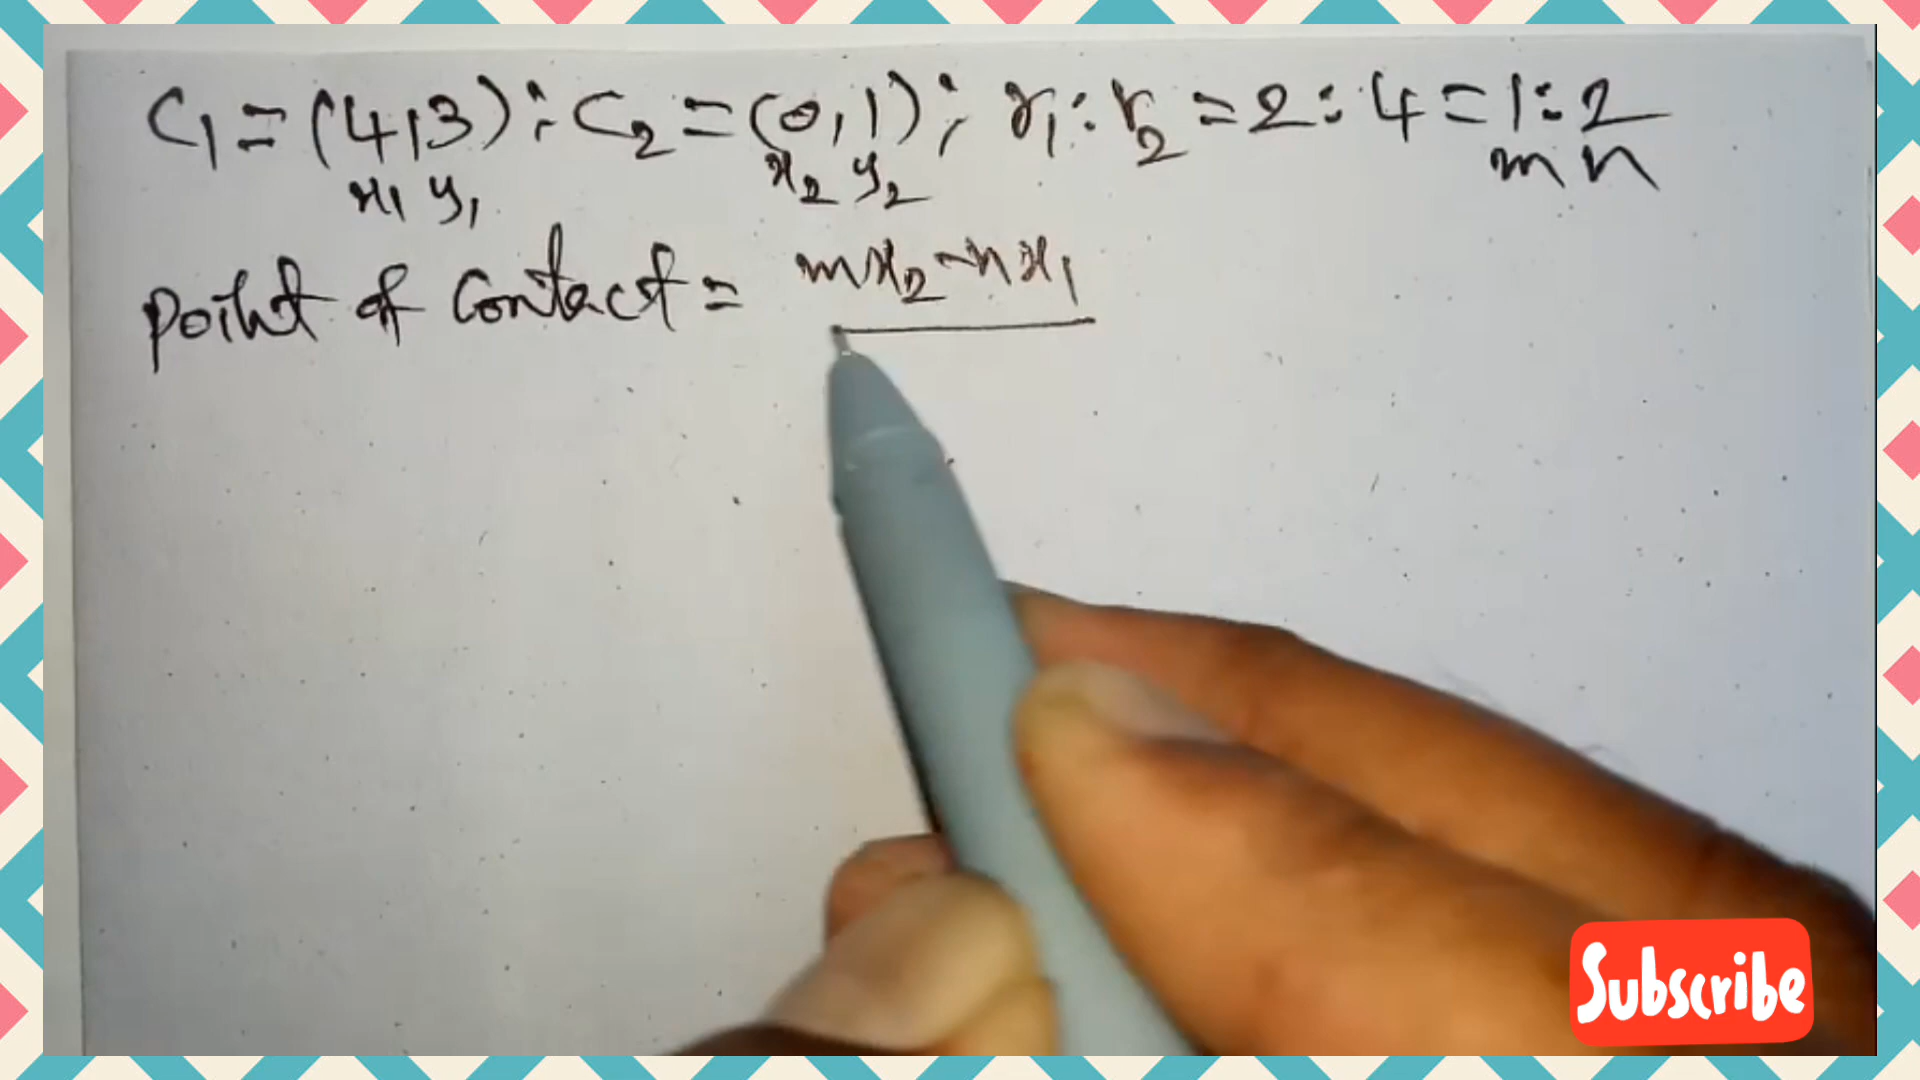 C₁ = (4,3); C₂ = (0,1); r₁:r₂ = 2:4 = 1:2
x₁ y₁ x₂ y₂ m n
Point of Contact = mx₂-nx₁
Subscribe